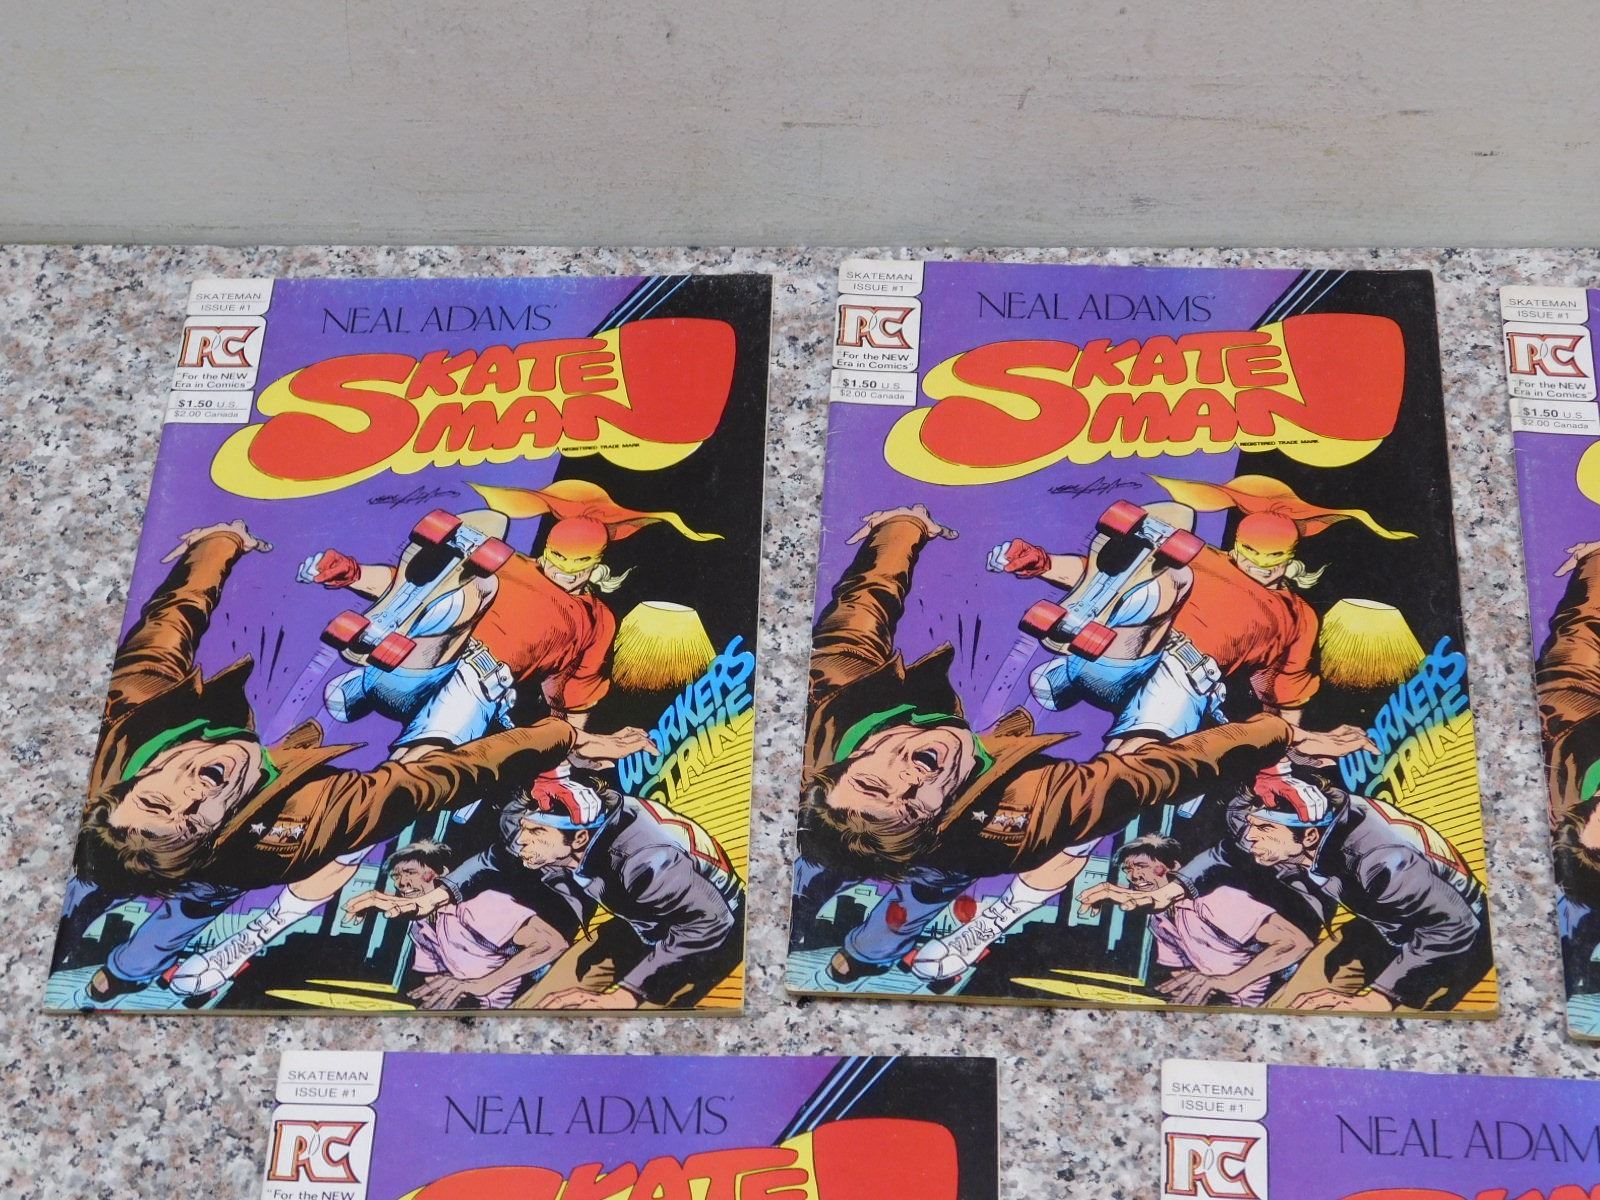 SKATEMAN
ISSUE #1
PC
"For the NEW
Era in Comics"
$1.50 U.S.
$2.00 Canada
NEAL ADAMS'
SKATE
MAN
REGISTERED TRADE MARK
WORKERS
STRIKE
SKATEMAN
ISSUE #1
PC
"For the NEW
Era in Comics"
$1.50 U.S.
$2.00 Canada
NEAL ADAMS'
SKATE
MAN
REGISTERED TRADE MARK
WORKERS
STRIKE
SKATEMAN
ISSUE #1
PC
"For the NEW
Era in Comics"
$1.50 U.S.
$2.00 Canada
SKATEMAN
ISSUE #1
PC
"For the NEW
NEAL ADAMS'
SKATE
SKATEMAN
ISSUE #1
PC
NEAL ADAM